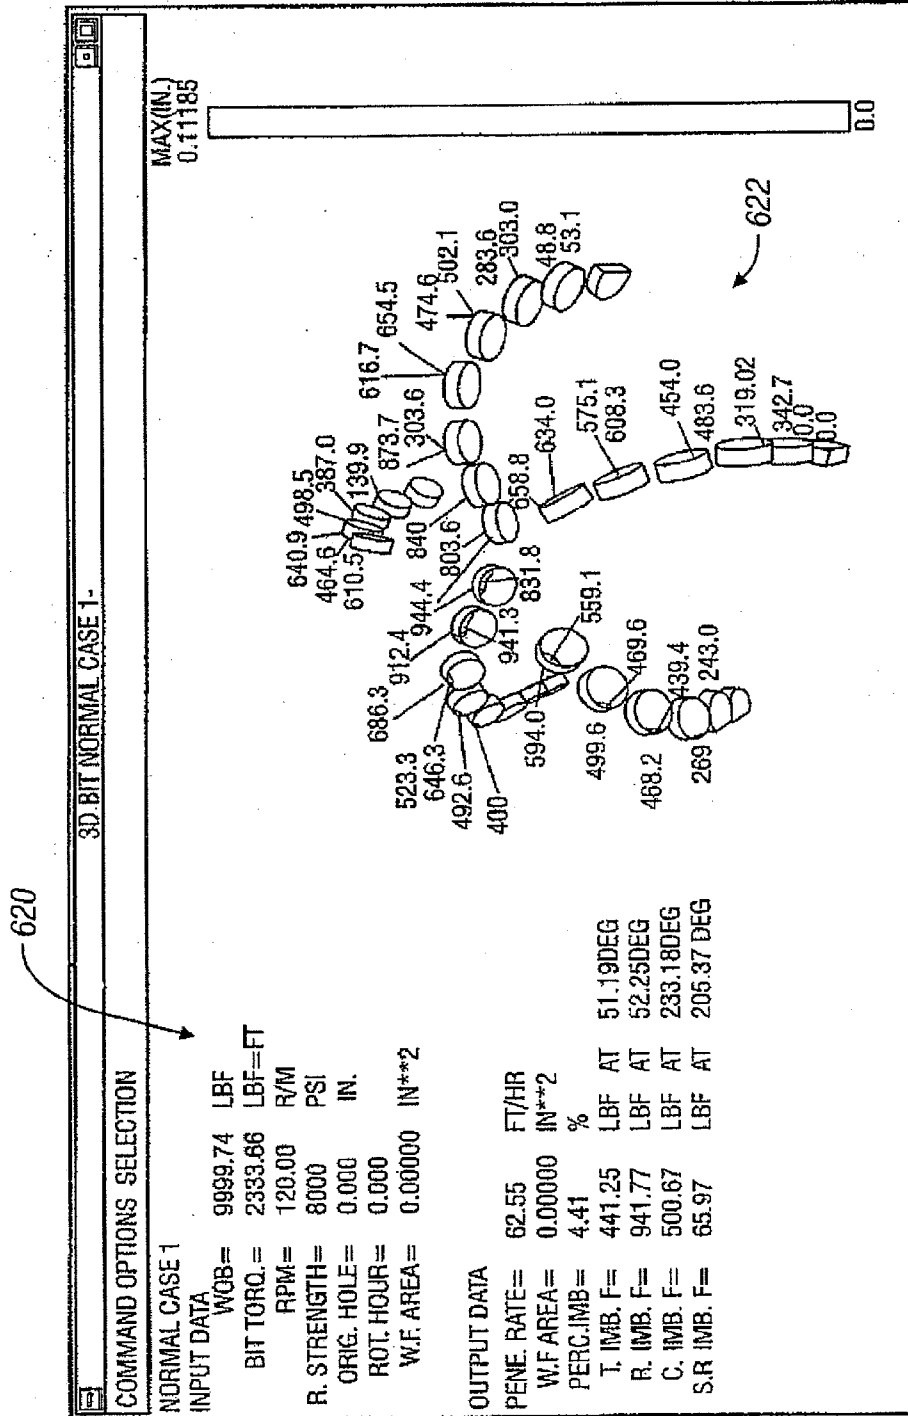 620
3D.BIT NORMAL CASE 1-
COMMAND OPTIONS SELECTION
NORMAL CASE 1
INPUT DATA
WOB= 9999.74 LBF
BIT TORQ.= 2333.66 LBF=FT
RPM= 120.00 R/M
R. STRENGTH= 8000 PSI
ORIG. HOLE= 0.000 IN.
ROT. HOUR= 0.000
W.F. AREA= 0.00000 IN**2
OUTPUT DATA
PENE. RATE= 62.55 FT/HR
W.F AREA= 0.00000 IN**2
PERC.IMB= 4.41 %
T. IMB. F= 441.25 LBF AT 51.19DEG
R. IMB. F= 941.77 LBF AT 52.25DEG
C. IMB. F= 500.67 LBF AT 233.18DEG
S.R IMB. F= 65.97 LBF AT 205.37 DEG
MAX(IN.)
0.11185
0.0
640.9
498.5
387.0
464.6
139.9
610.5
616.7
654.5
873.7
303.6
474.6
502.1
283.6
303.0
48.8
53.1
840
803.6
658.8
944.4
912.4
831.8
941.3
686.3
523.3
646.3
492.6
400
634.0
575.1
608.3
454.0
483.6
319.02
342.7
0.0
0.0
594.0
559.1
499.6
469.6
468.2
439.4
269
243.0
622